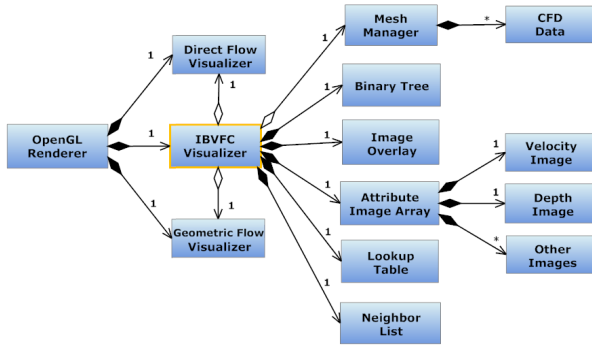 Mesh
Manager
*
CFD
Data
1
Direct Flow
Visualizer
1
1
1
Binary Tree
OpenGL
Renderer
1
IBVFC
Visualizer
1
Image
Overlay
1
Velocity
Image
1
Attribute
Image Array
1
Depth
Image
1
Geometric Flow
Visualizer
1
*
Other
Images
1
Lookup
Table
1
Neighbor
List